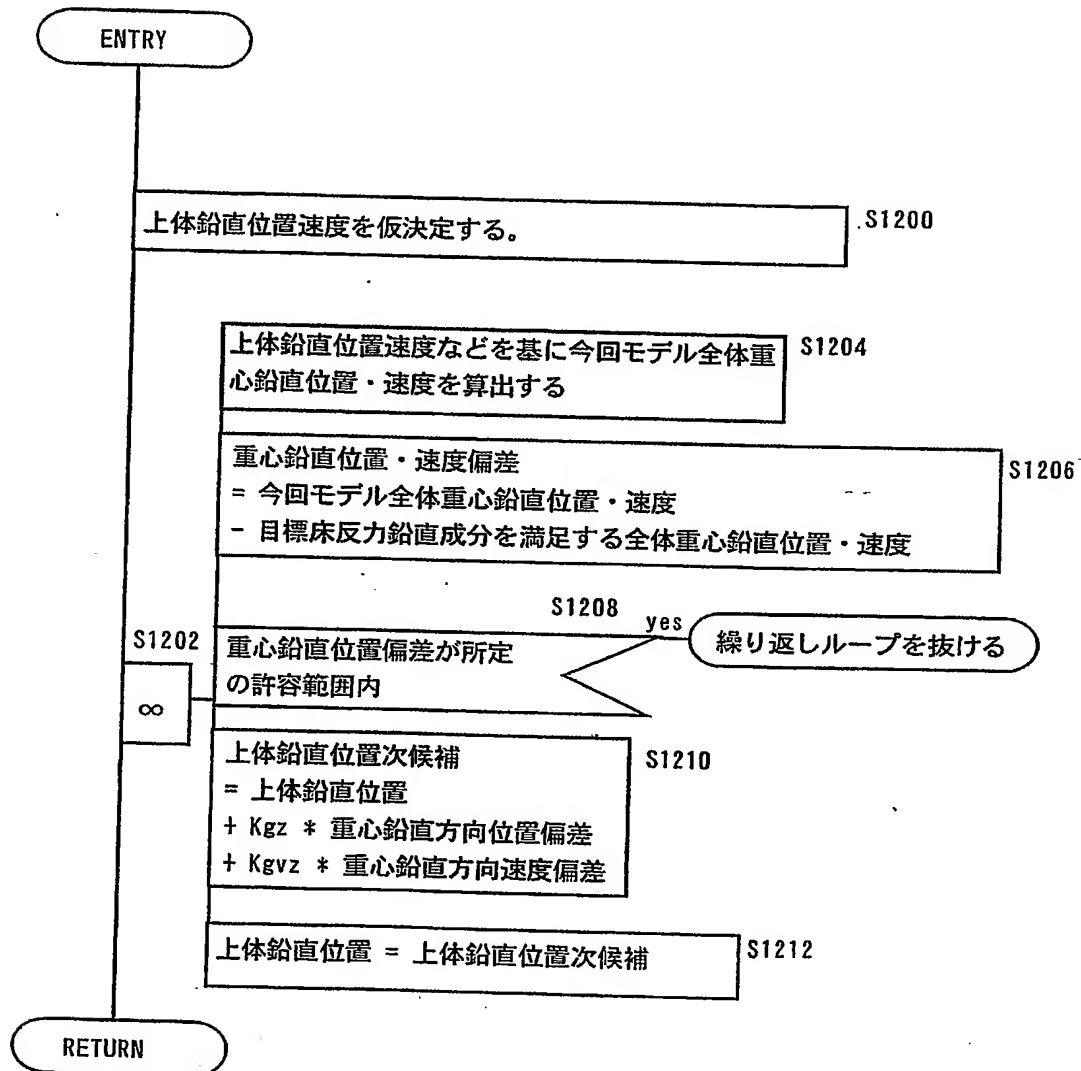 ENTRY
上体鉛直位置速度を仮決定する。
S1200
上体鉛直位置速度などを基に今回モデル全体重
心鉛直位置・速度を算出する
S1204
重心鉛直位置・速度偏差
= 今回モデル全体重心鉛直位置・速度
- 目標床反力鉛直成分を満足する全体重心鉛直位置・速度
S1206
S1202
∞
重心鉛直位置偏差が所定
の許容範囲内
S1208
yes
繰り返しループを抜ける
上体鉛直位置次候補
= 上体鉛直位置
+ Kgz * 重心鉛直方向位置偏差
+ Kgvz * 重心鉛直方向速度偏差
S1210
上体鉛直位置 = 上体鉛直位置次候補
S1212
RETURN